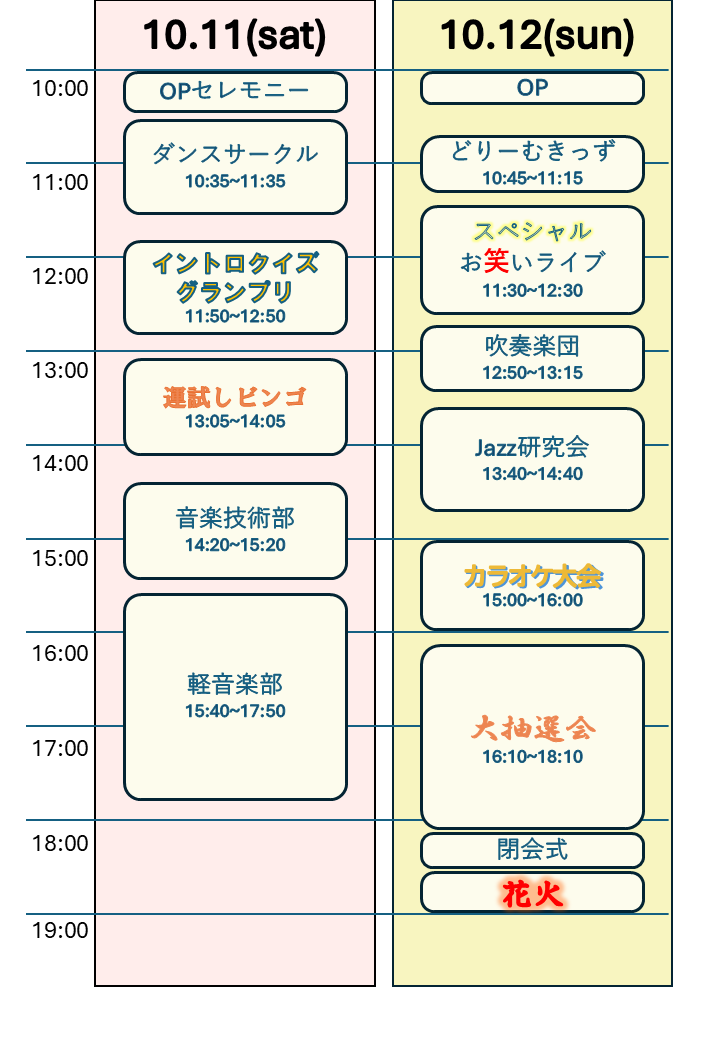 10.11(sat)
10.12(sun)
10:00
11:00
12:00
13:00
14:00
15:00
16:00
17:00
18:00
19:00
OPセレモニー
ダンスサークル
10:35~11:35
イントロクイズ
グランプリ
11:50~12:50
運試しビンゴ
13:05~14:05
音楽技術部
14:20~15:20
軽音楽部
15:40~17:50
OP
どりーむきっず
10:45~11:15
スペシャル
お笑いライブ
11:30~12:30
吹奏楽団
12:50~13:15
Jazz研究会
13:40~14:40
カラオケ大会
15:00~16:00
大抽選会
16:10~18:10
閉会式
花火